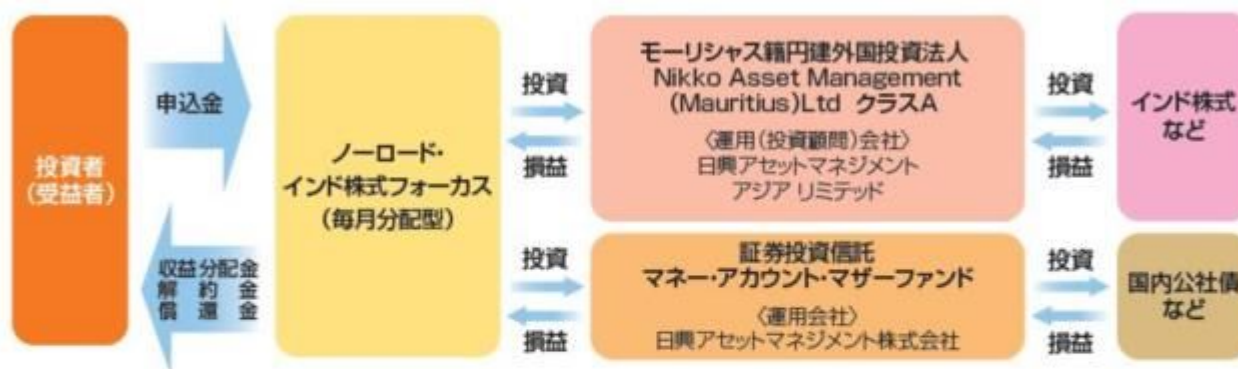 投資者
(受益者)
申込金
収益分配金
解約金
償還金
ノーロード・
インド株式フォーカス
(毎月分配型)
投資
損益
モーリシャス籍円建外国投資法人
Nikko Asset Management
(Mauritius)Ltd クラスA
〈運用(投資顧問)会社〉
日興アセットマネジメント
アジア リミテッド
投資
損益
インド株式
など
投資
損益
証券投資信託
マネー・アカウント・マザーファンド
〈運用会社〉
日興アセットマネジメント株式会社
投資
損益
国内公社債
など